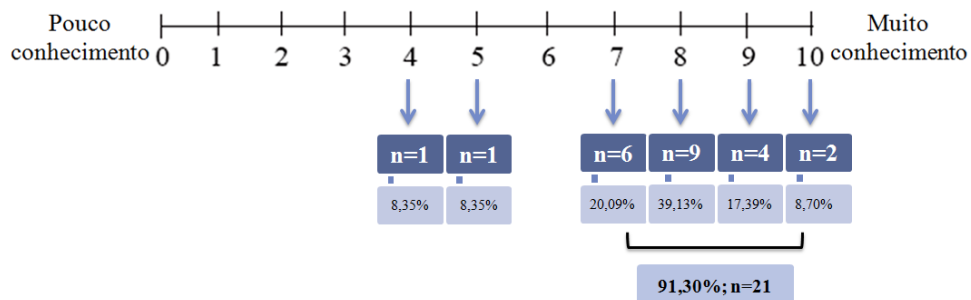 Pouco conhecimento
0 1 2 3 4 5 6 7 8 9 10
Muito conhecimento
n=1 n=1 n=6 n=9 n=4 n=2
8,35% 8,35% 20,09% 39,13% 17,39% 8,70%
91,30%; n=21